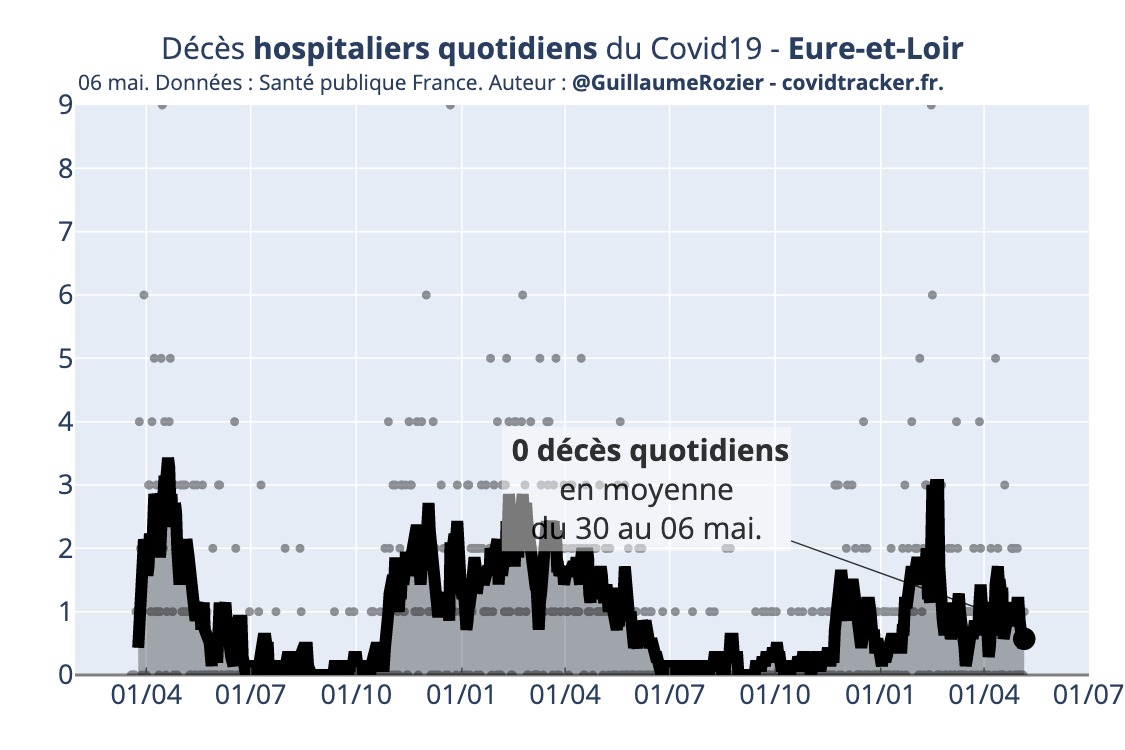 Décès hospitaliers quotidiens du Covid19 - Eure-et-Loir
06 mai. Données : Santé publique France. Auteur : @GuillaumeRozier - covidtracker.fr.
9
8
7
6
5
4
3
2
1
0
0 décès quotidiens
en moyenne
du 30 au 06 mai.
01/04 01/07 01/10 01/01 01/04 01/07 01/10 01/01 01/04 01/07